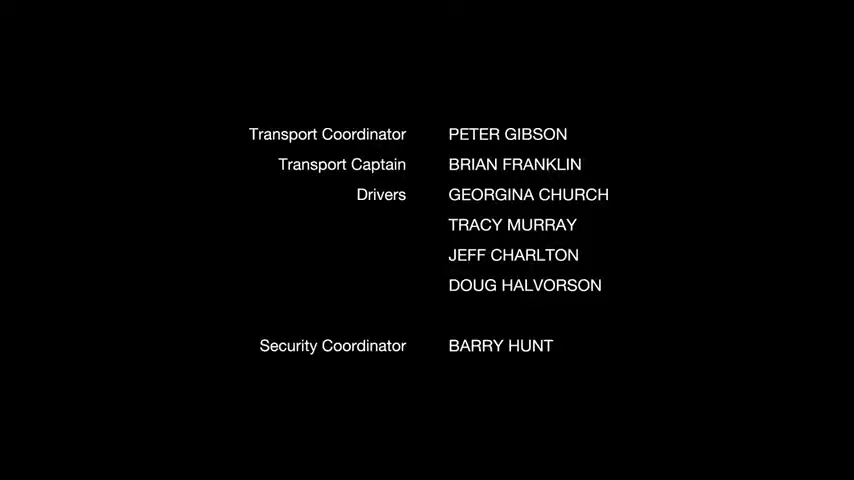 Transport Coordinator PETER GIBSON
Transport Captain BRIAN FRANKLIN
Drivers GEORGINA CHURCH
TRACY MURRAY
JEFF CHARLTON
DOUG HALVORSON
Security Coordinator BARRY HUNT